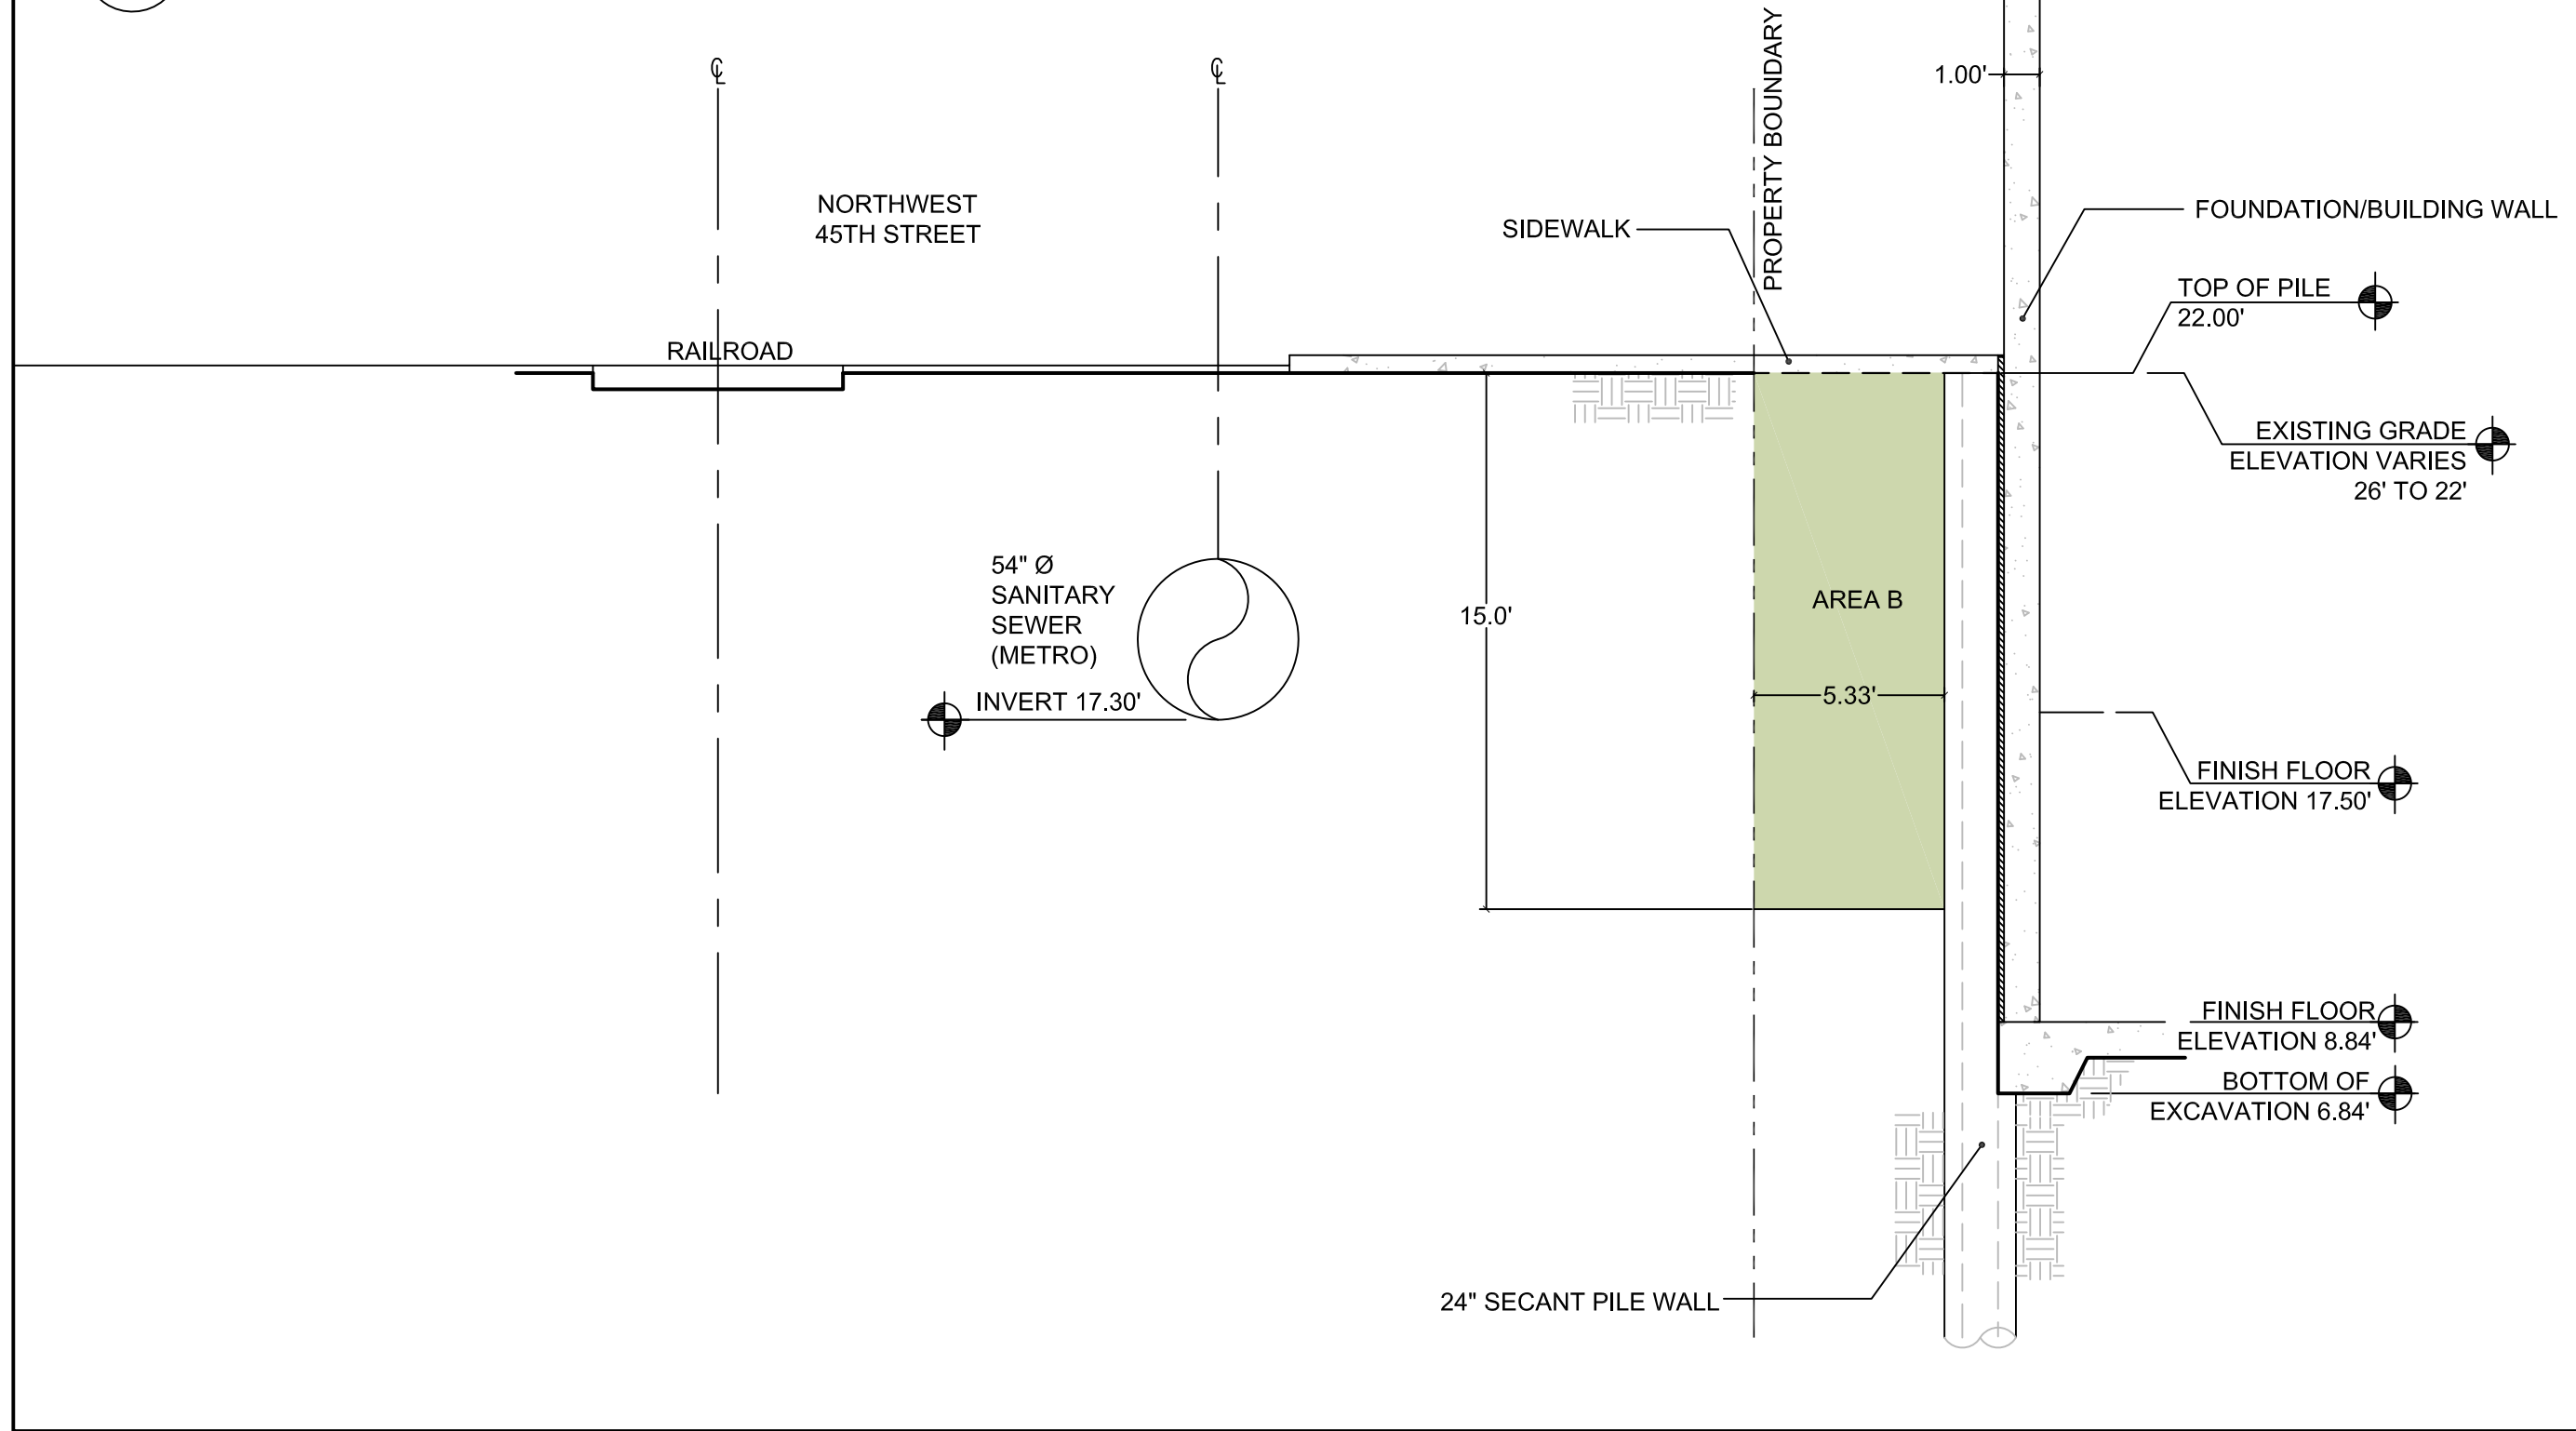 ℄
℄
PROPERTY BOUNDARY
1.00'
NORTHWEST
45TH STREET
SIDEWALK
FOUNDATION/BUILDING WALL
TOP OF PILE
22.00'
RAILROAD
EXISTING GRADE
ELEVATION VARIES
26' TO 22'
54" Ø
SANITARY
SEWER
(METRO)
INVERT 17.30'
15.0'
AREA B
5.33'
FINISH FLOOR
ELEVATION 17.50'
FINISH FLOOR
ELEVATION 8.84'
BOTTOM OF
EXCAVATION 6.84'
24" SECANT PILE WALL